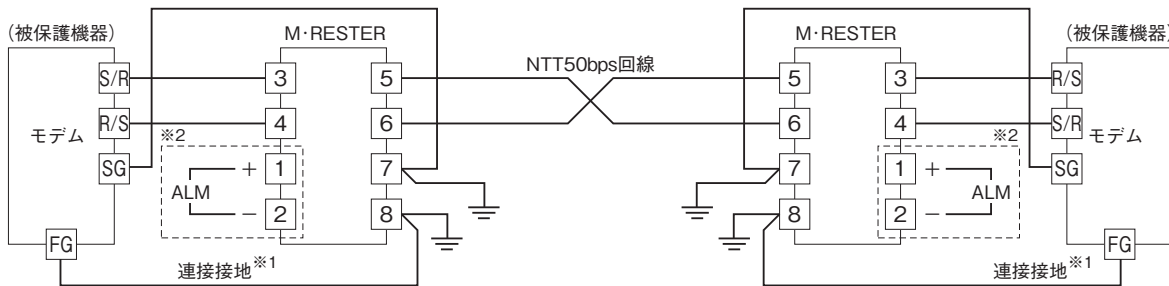 (被保護機器) M·RESTER M·RESTER (被保護機器)
S/R 3 5 NTT50bps回線 5 3 R/S
R/S 4 6 6 4 S/R
モデム ※2 ※2 モデム
SG + 1 7 7 1 + SG
ALM ALM
− 2 8 8 2 −
FG FG
連接接地※1 連接接地※1